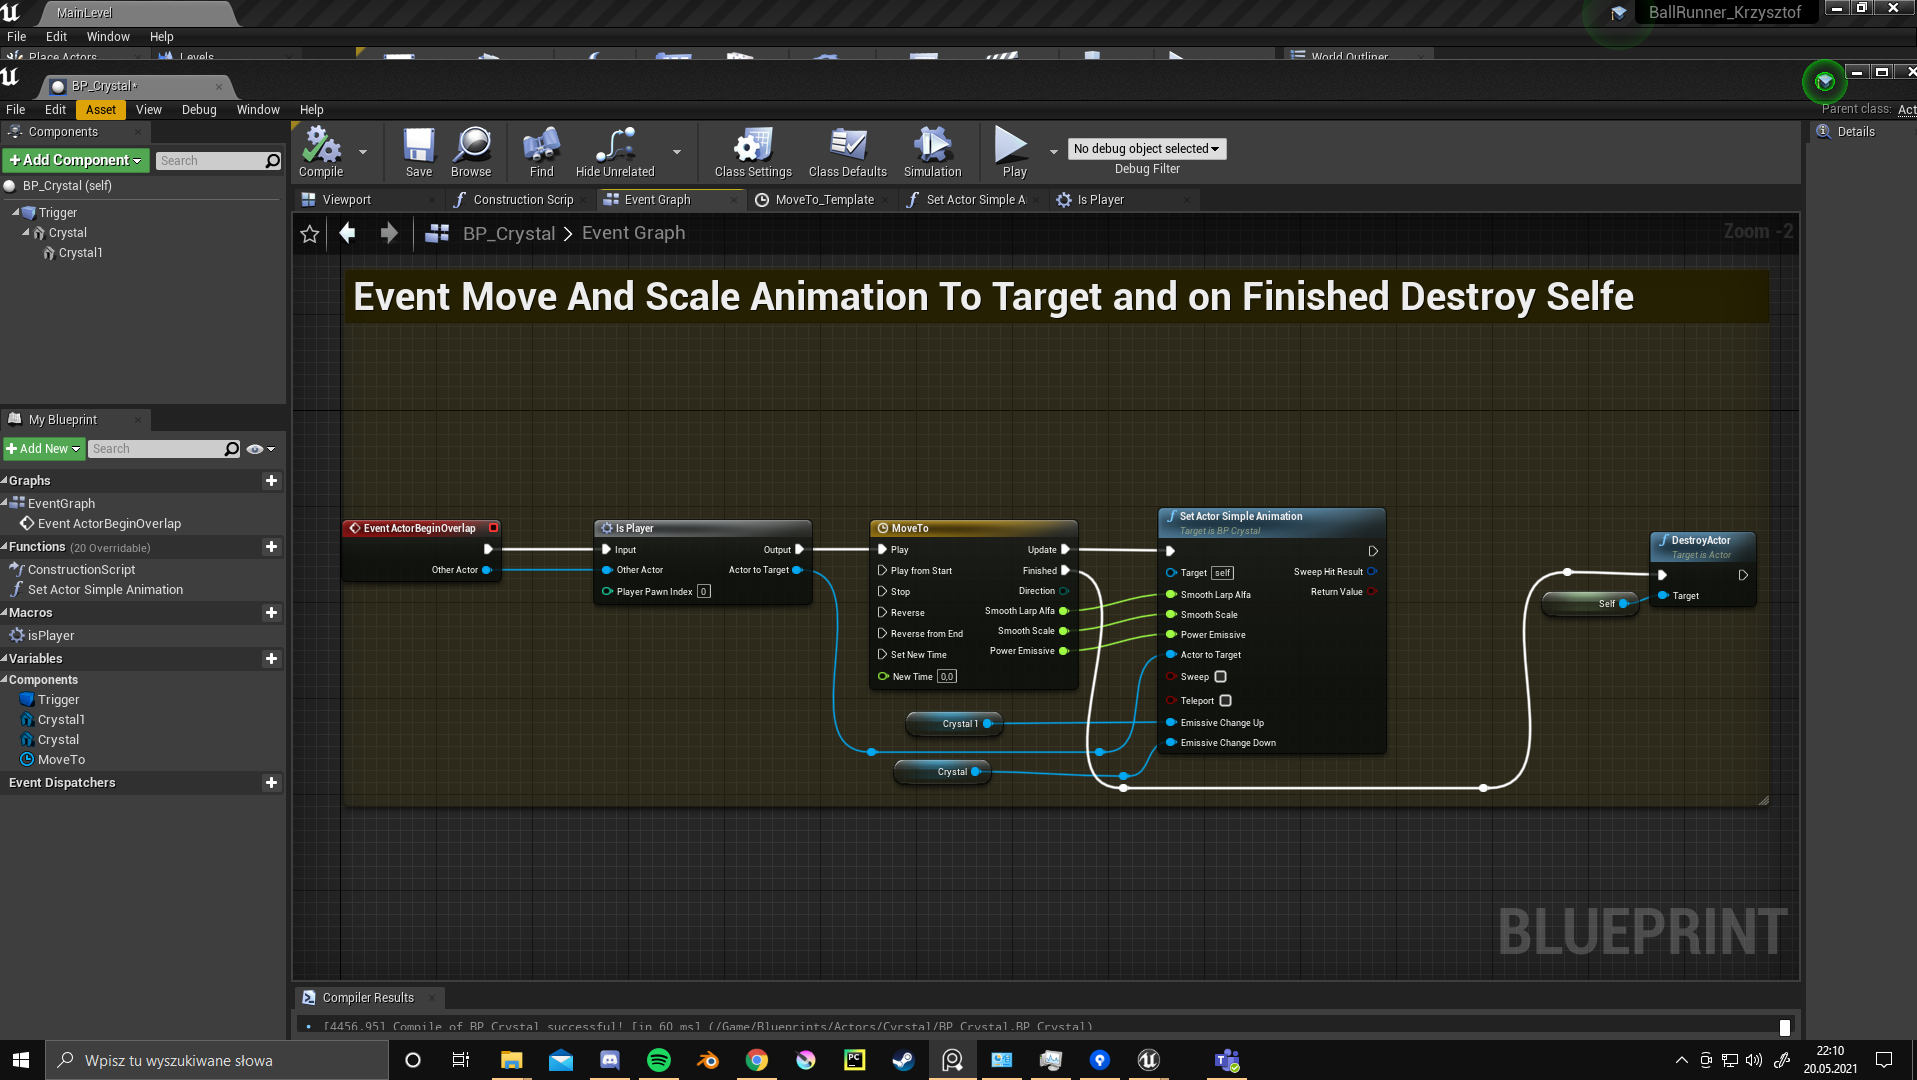 MainLevel
BallRunner_Krzysztof
File Edit Window Help
Place Actors
Levels
World Outliner
BP_Crystal*
File Edit Asset View Debug Window Help
Parent class: Act
Components
Details
+Add Component
Search
Compile
Save
Browse
Find
Hide Unrelated
Class Settings
Class Defaults
Simulation
Play
No debug object selected
Debug Filter
BP_Crystal (self)
Trigger
Crystal
Crystal1
Viewport
Construction Scrip
Event Graph
MoveTo_Template
Set Actor Simple A
Is Player
BP_Crystal > Event Graph
Zoom -2
Event Move And Scale Animation To Target and on Finished Destroy Selfe
My Blueprint
+Add New
Search
Graphs
EventGraph
Event ActorBeginOverlap
Functions (20 Overridable)
ConstructionScript
Set Actor Simple Animation
Macros
isPlayer
Variables
Components
Trigger
Crystal1
Crystal
MoveTo
Event Dispatchers
Event ActorBeginOverlap
Other Actor
Is Player
Input Output
Other Actor Actor to Target
Player Pawn Index 0
MoveTo
Play Update
Play from Start Finished
Stop Direction
Reverse Smooth Larp Alfa
Reverse from End Smooth Scale
Set New Time Power Emissive
New Time 0,0
Crystal 1
Crystal
Set Actor Simple Animation
Target is BP Crystal
Target self Sweep Hit Result
Smooth Larp Alfa Return Value
Smooth Scale
Power Emissive
Actor to Target
Sweep
Teleport
Emissive Change Up
Emissive Change Down
Self
DestroyActor
Target is Actor
Target
BLUEPRINT
Compiler Results
[4456,95] Compile of BP_Crystal successful! [in 60 ms] (/Game/Blueprints/Actors/Cyrstal/BP_Crystal.BP_Crystal)
Wpisz tu wyszukiwane słowa
PC
22:10
20.05.2021